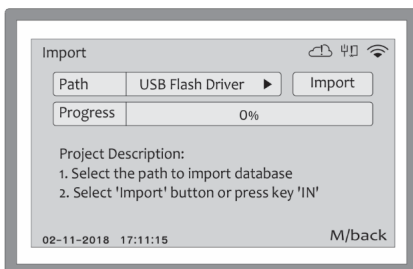 Import
Path USB Flash Driver Import
Progress 0%
Project Description:
1. Select the path to import database
2. Select 'Import' button or press key 'IN'
02-11-2018 17:11:15 M/back